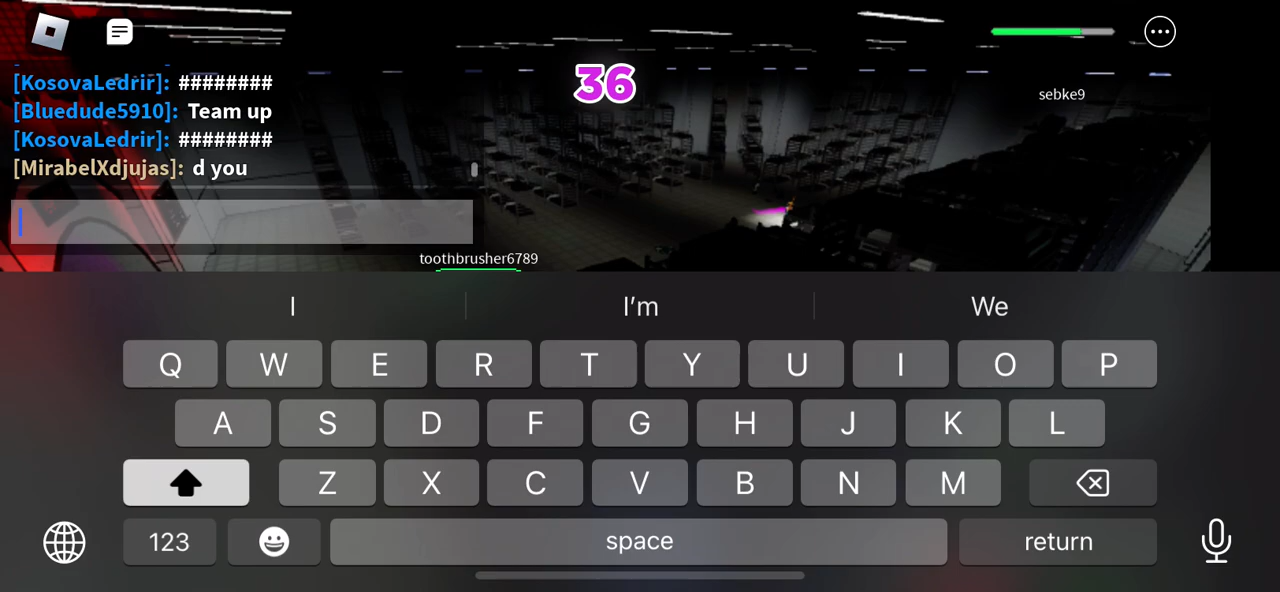 [KosovaLedrir]: ########
36
sebke9
[Bluedude5910]: Team up
[KosovaLedrir]: ########
[MirabelXdjujas]: d you
toothbrusher6789
I I’m We
Q W E R T Y U I O P
A S D F G H J K L
Z X C V B N M
123 space return